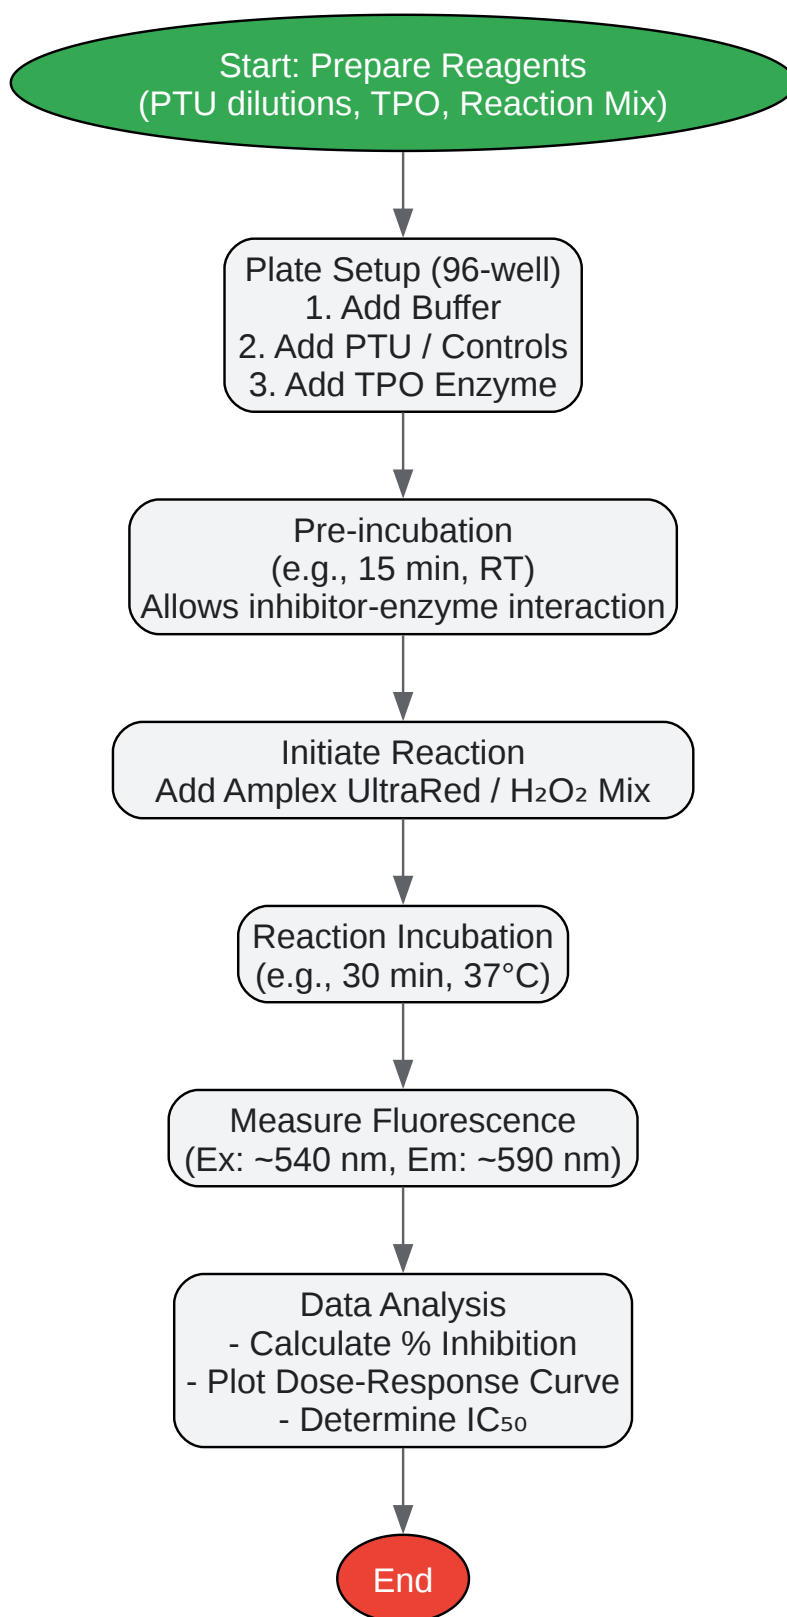 Start: Prepare Reagents
(PTU dilutions, TPO, Reaction Mix)
Plate Setup (96-well)
1. Add Buffer
2. Add PTU / Controls
3. Add TPO Enzyme
Pre-incubation
(e.g., 15 min, RT)
Allows inhibitor-enzyme interaction
Initiate Reaction
Add Amplex UltraRed / H₂O₂ Mix
Reaction Incubation
(e.g., 30 min, 37°C)
Measure Fluorescence
(Ex: ~540 nm, Em: ~590 nm)
Data Analysis
- Calculate % Inhibition
- Plot Dose-Response Curve
- Determine IC₅₀
End